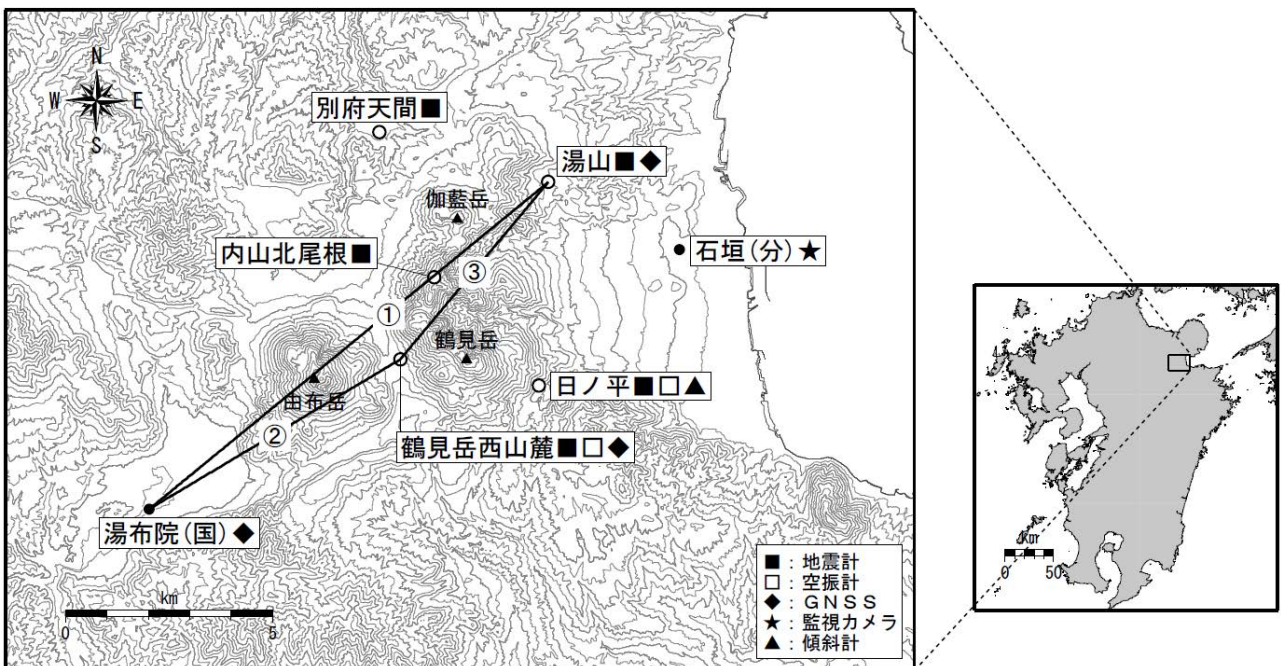 N
W E
S
別府天間■
湯山■◆
伽藍岳
内山北尾根■
石垣(分)★
③
①
鶴見岳
日ノ平■□▲
由布岳
②
鶴見岳西山麓■□◆
湯布院(国)◆
km
0 5
■:地震計
□:空振計
◆:GNSS
★:監視カメラ
▲:傾斜計
km
0 50